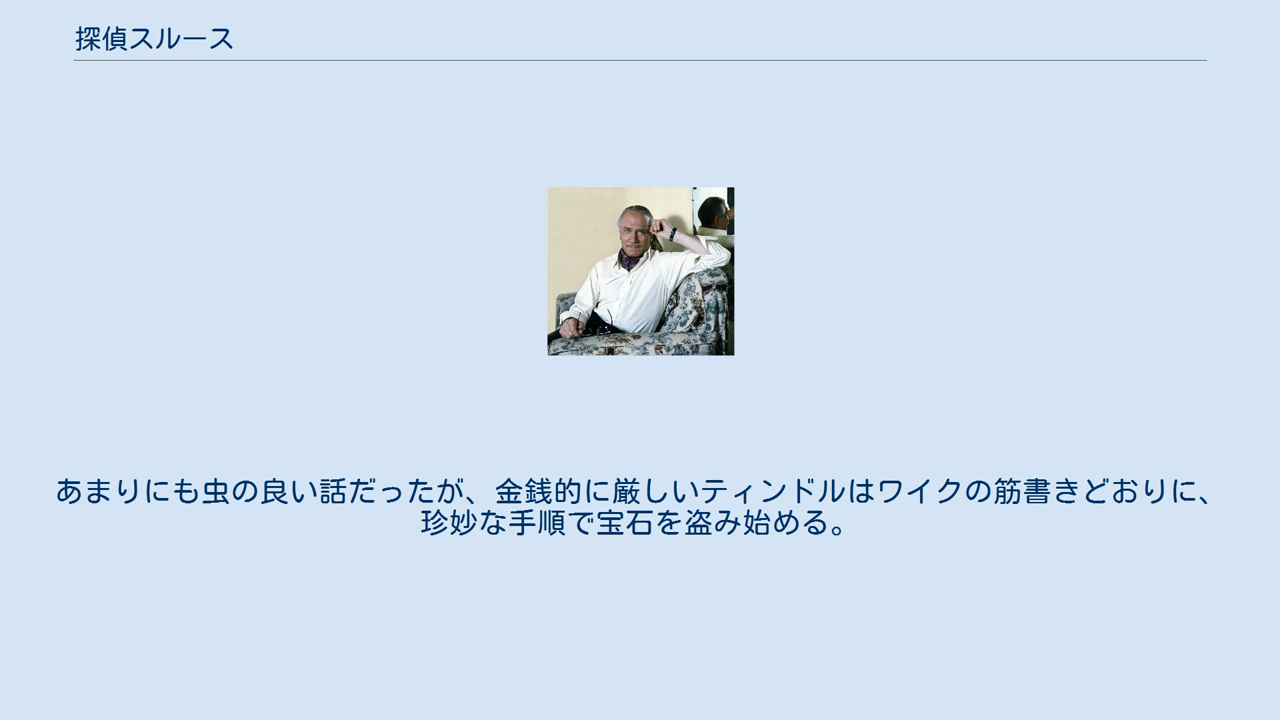 探偵スルース
あまりにも虫の良い話だったが、金銭的に厳しいティンドルはワイクの筋書きどおりに、
珍妙な手順で宝石を盗み始める。